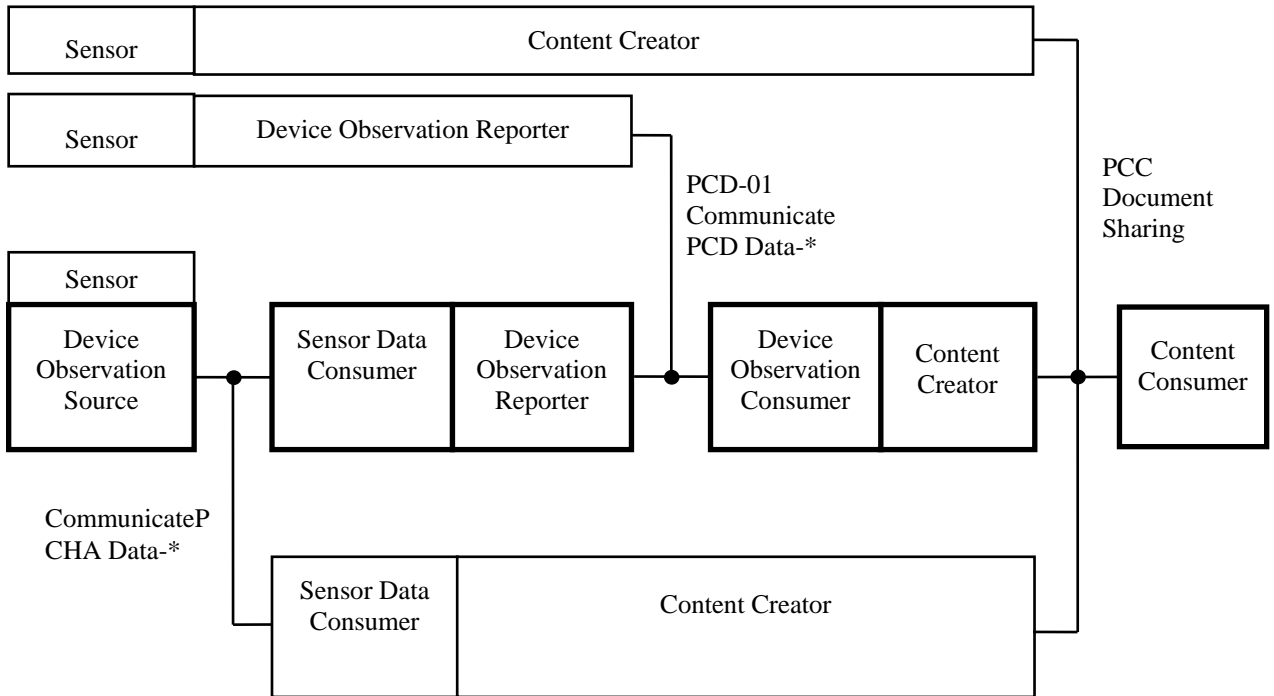 Sensor
Content Creator
Sensor
Device Observation Reporter
PCD-01
Communicate
PCD Data-*
PCC
Document
Sharing
Sensor
Device
Observation
Source
Sensor Data
Consumer
Device
Observation
Reporter
Device
Observation
Consumer
Content
Creator
Content
Consumer
CommunicateP
CHA Data-*
Sensor Data
Consumer
Content Creator